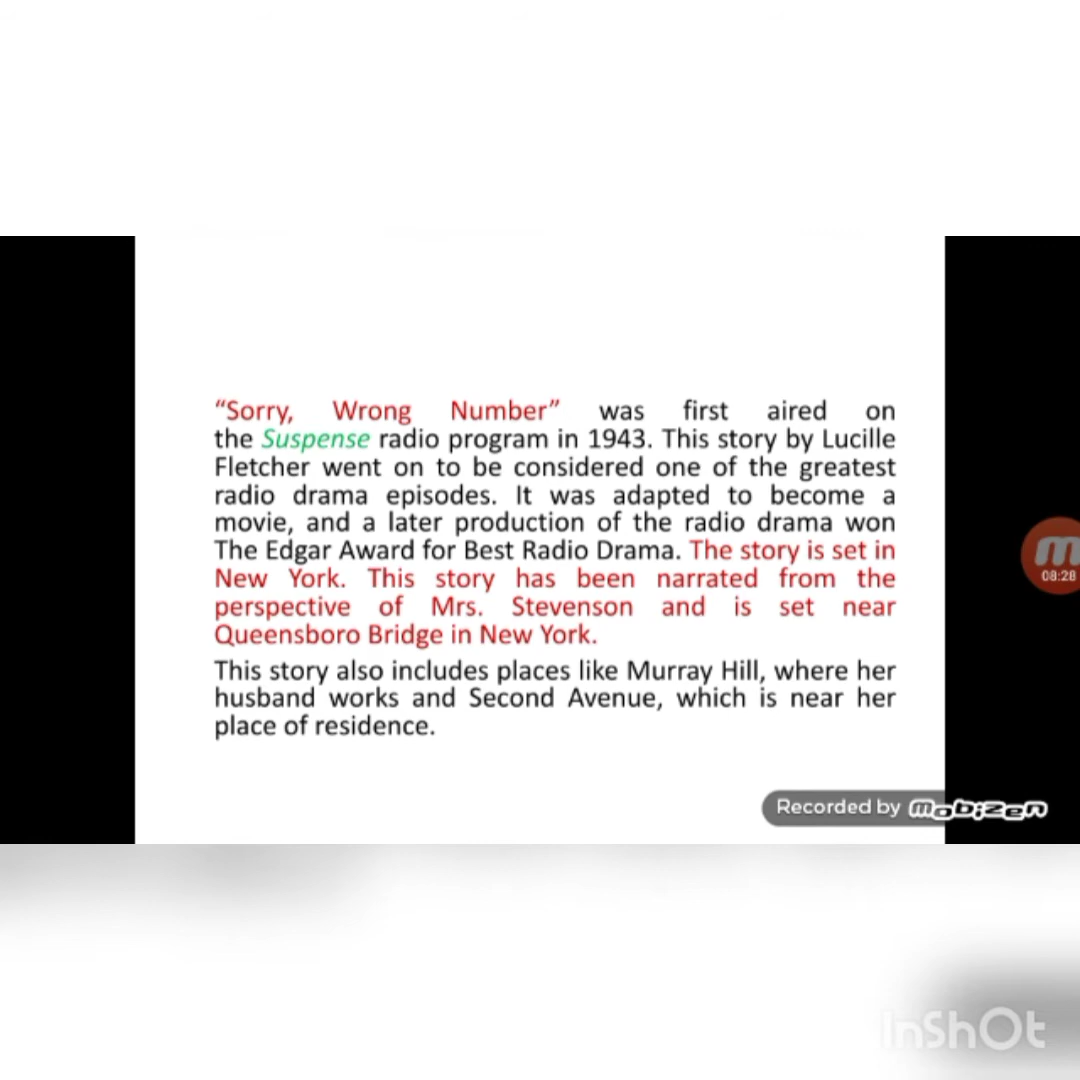 “Sorry, Wrong Number” was first aired on
the Suspense radio program in 1943. This story by Lucille
Fletcher went on to be considered one of the greatest
radio drama episodes. It was adapted to become a
movie, and a later production of the radio drama won
The Edgar Award for Best Radio Drama. The story is set in
New York. This story has been narrated from the
perspective of Mrs. Stevenson and is set near
Queensboro Bridge in New York.
This story also includes places like Murray Hill, where her
husband works and Second Avenue, which is near her
place of residence.
m
08:28
Recorded by mobizen
InShOt